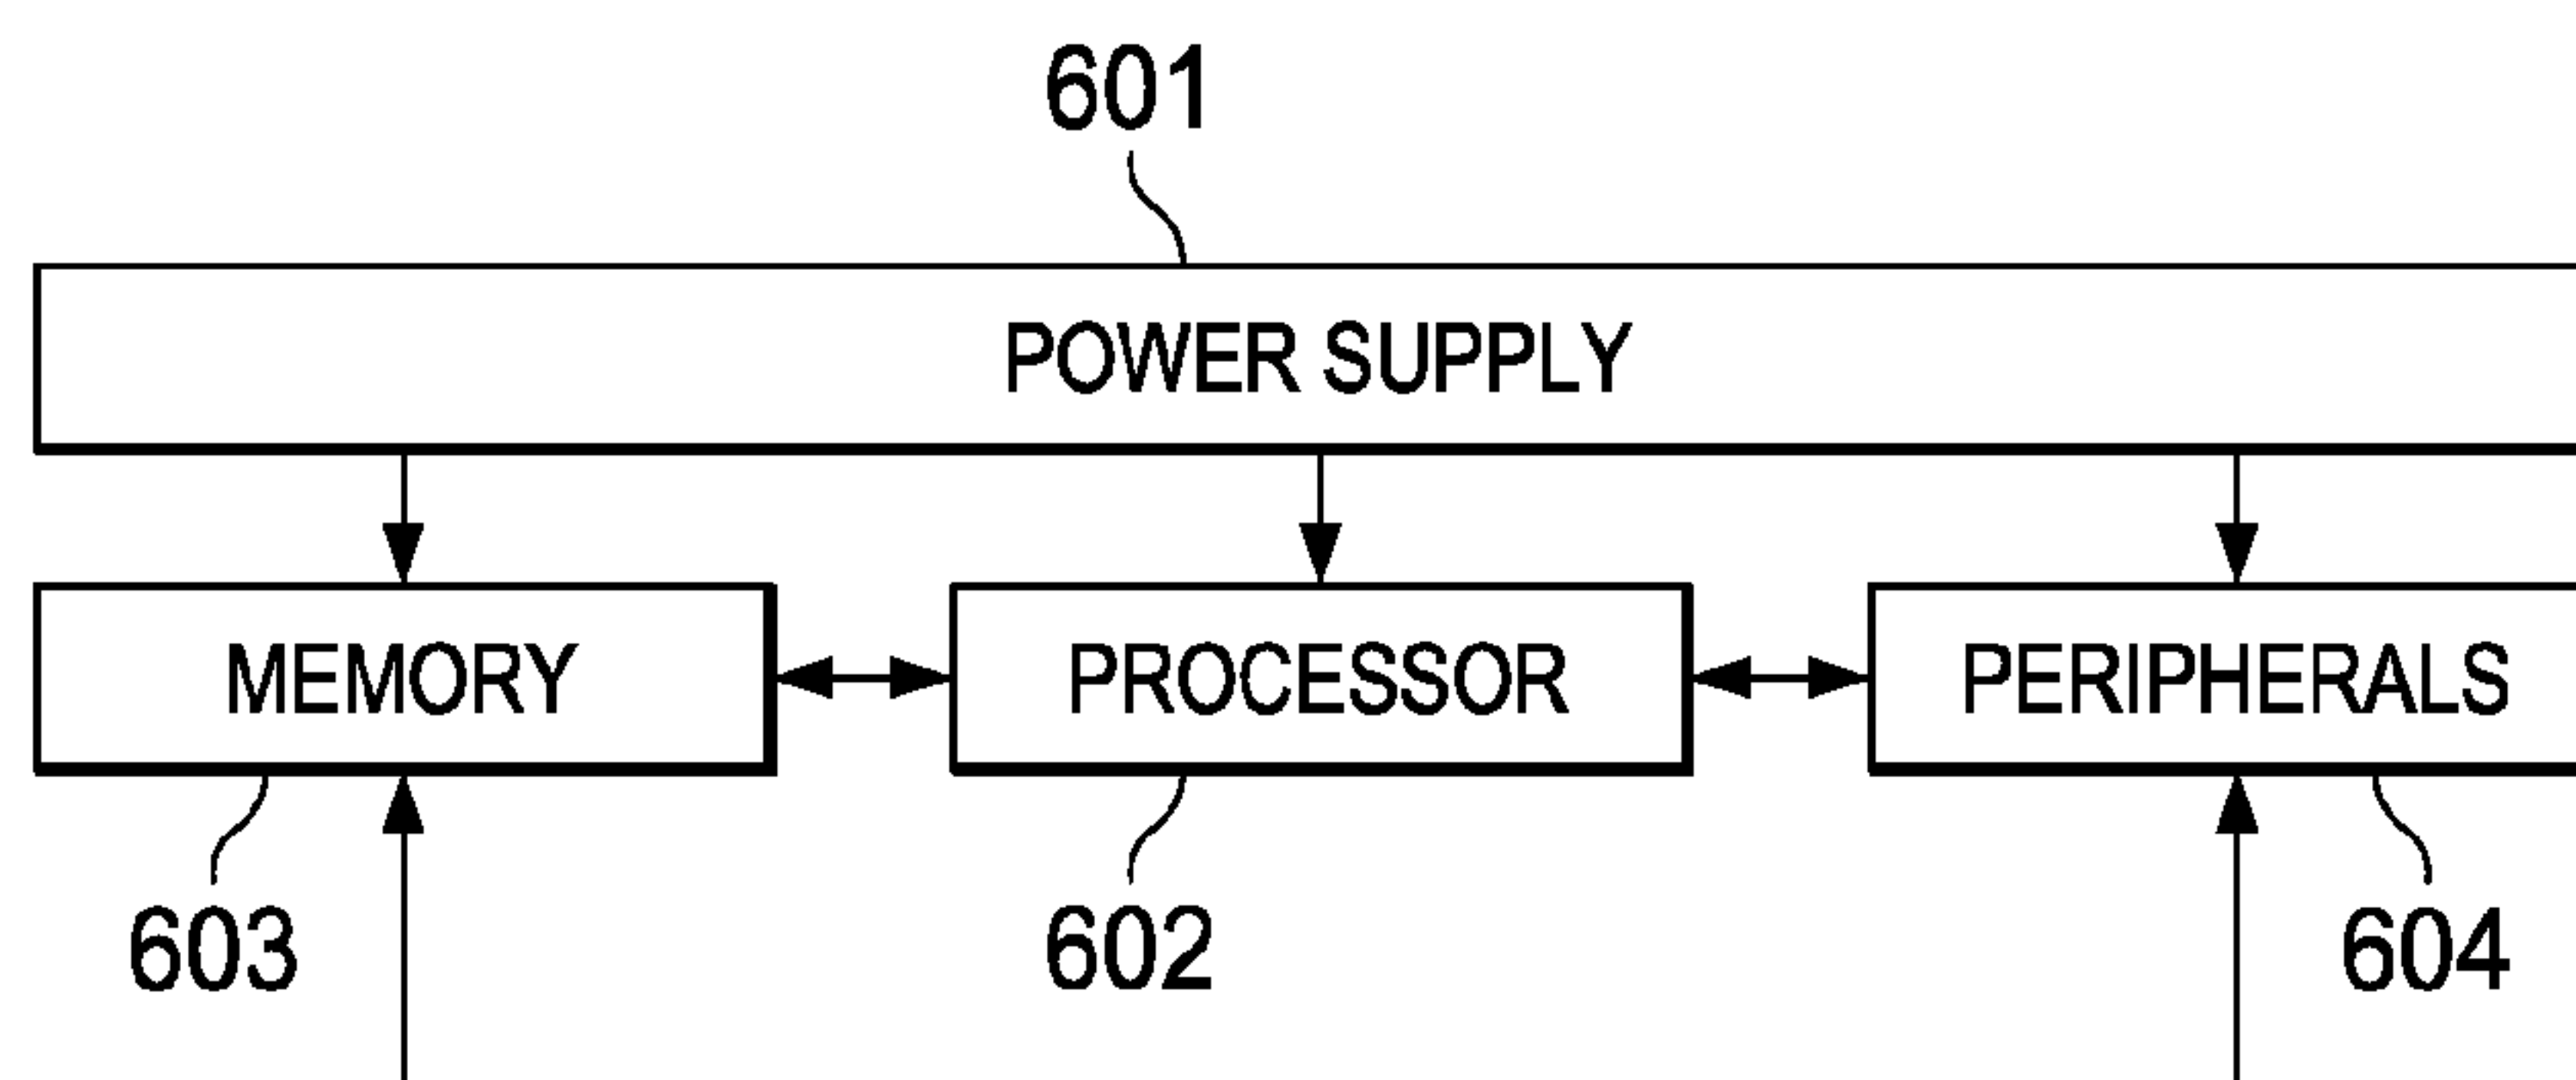 601
POWER SUPPLY
MEMORY
PROCESSOR
PERIPHERALS
603
602
604